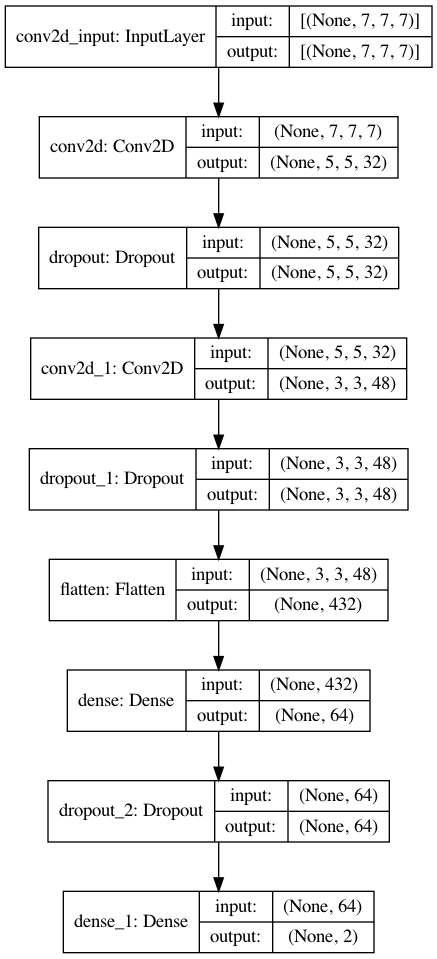 conv2d_input: InputLayer
input: [(None, 7, 7, 7)]
output: [(None, 7, 7, 7)]
conv2d: Conv2D
input: (None, 7, 7, 7)
output: (None, 5, 5, 32)
dropout: Dropout
input: (None, 5, 5, 32)
output: (None, 5, 5, 32)
conv2d_1: Conv2D
input: (None, 5, 5, 32)
output: (None, 3, 3, 48)
dropout_1: Dropout
input: (None, 3, 3, 48)
output: (None, 3, 3, 48)
flatten: Flatten
input: (None, 3, 3, 48)
output: (None, 432)
dense: Dense
input: (None, 432)
output: (None, 64)
dropout_2: Dropout
input: (None, 64)
output: (None, 64)
dense_1: Dense
input: (None, 64)
output: (None, 2)